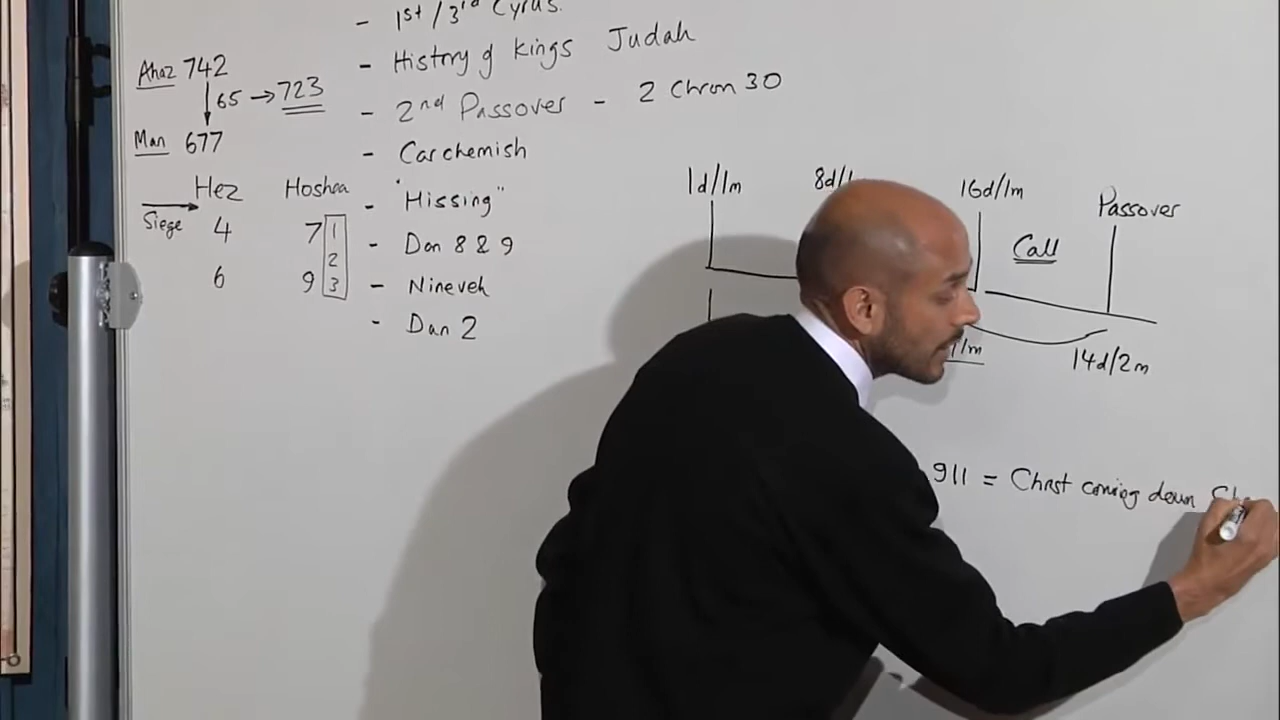 - 1st / 3rd Cyrus.
- History of Kings Judah
- 2nd Passover - 2 Chron 30
- Carchemish
- "Hissing"
- Dan 8 & 9
- Nineveh
- Dan 2
Ahaz 742
65 → 723
Man 677
Hez Hoshea
Siege 4 7 1
2
6 9 3
1d/1m 8d/ 16d/1m Passover
Call
/m 14d/2m
911 = Christ coming down